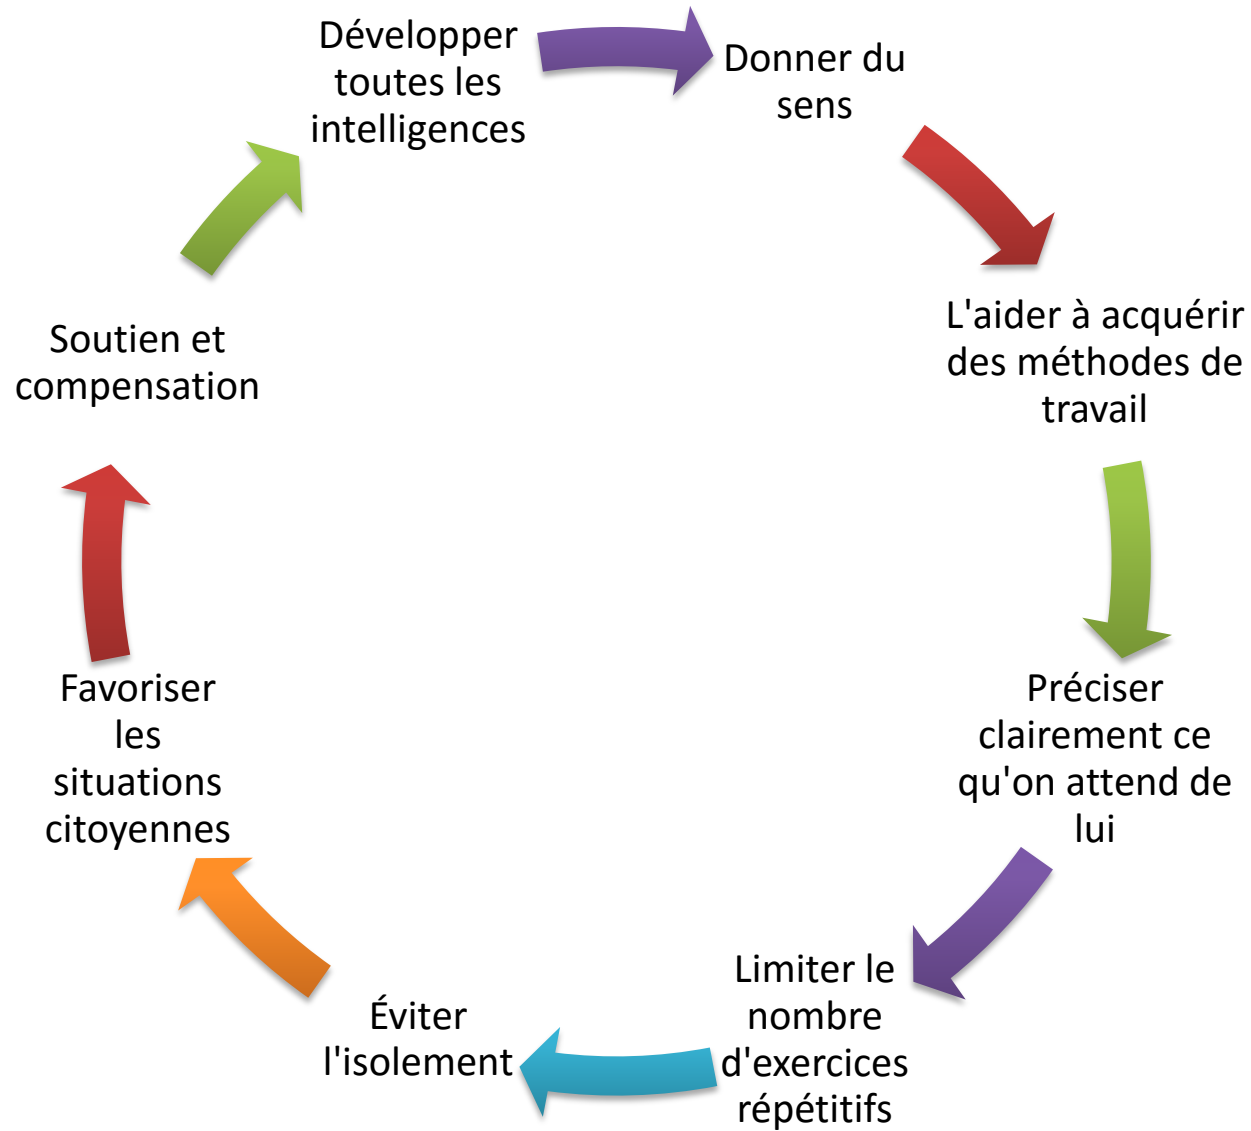 Développer
toutes les
intelligences
Donner du
sens
L'aider à acquérir
des méthodes de
travail
Préciser
clairement ce
qu'on attend de
lui
Limiter le
nombre
d'exercices
répétitifs
Éviter
l'isolement
Favoriser
les
situations
citoyennes
Soutien et
compensation